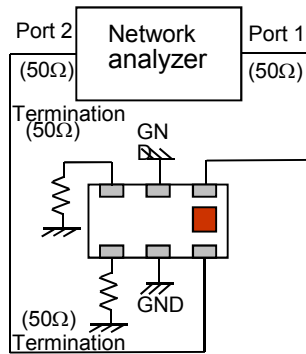 Port 2
Network
analyzer
Port 1
(50Ω)
(50Ω)
Termination
(50Ω)
GN
D
GND
(50Ω)
Termination